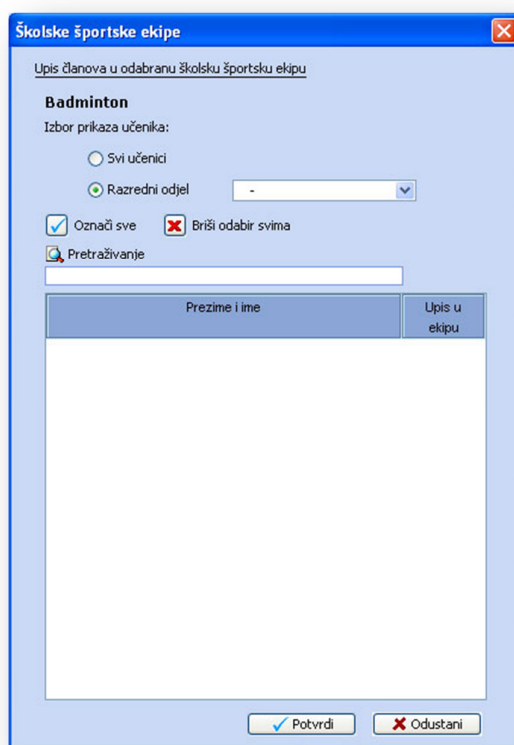 Školske športske ekipe
Upis članova u odabranu školsku športsku ekipu
Badminton
Izbor prikaza učenika:
Svi učenici
Razredni odjel -
Označi sve Briši odabir svima
Pretraživanje
Prezime i ime Upis u
ekipu
Potvrdi Odustani